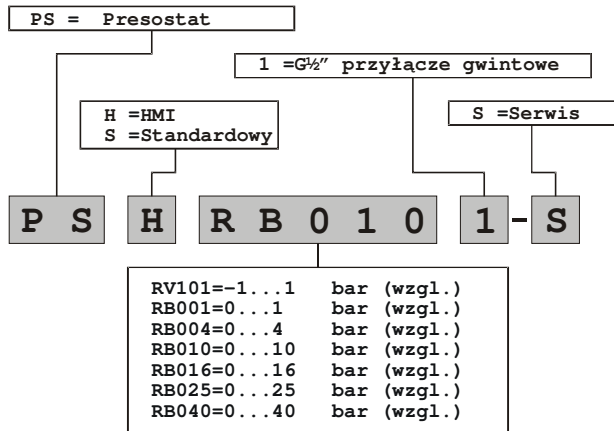 PS = Presostat
1 =G½″ przyłącze gwintowe
H =HMI
S =Standardowy
S =Serwis
P S H R B 0 1 0 1 - S
RV101=-1...1 bar (wzgl.)
RB001=0...1 bar (wzgl.)
RB004=0...4 bar (wzgl.)
RB010=0...10 bar (wzgl.)
RB016=0...16 bar (wzgl.)
RB025=0...25 bar (wzgl.)
RB040=0...40 bar (wzgl.)